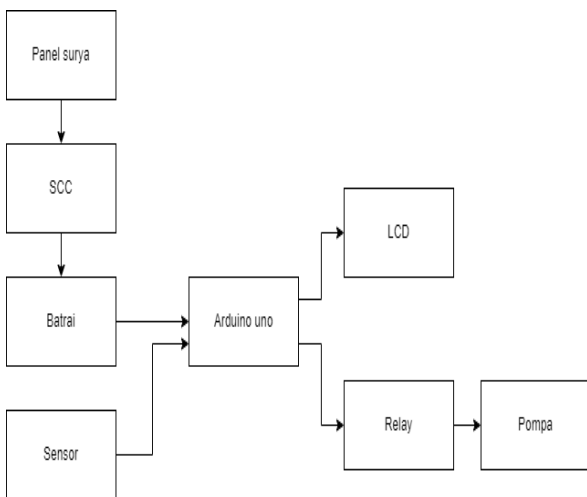 Panel surya
SCC
LCD
Batrai
Arduino uno
Sensor
Relay
Pompa